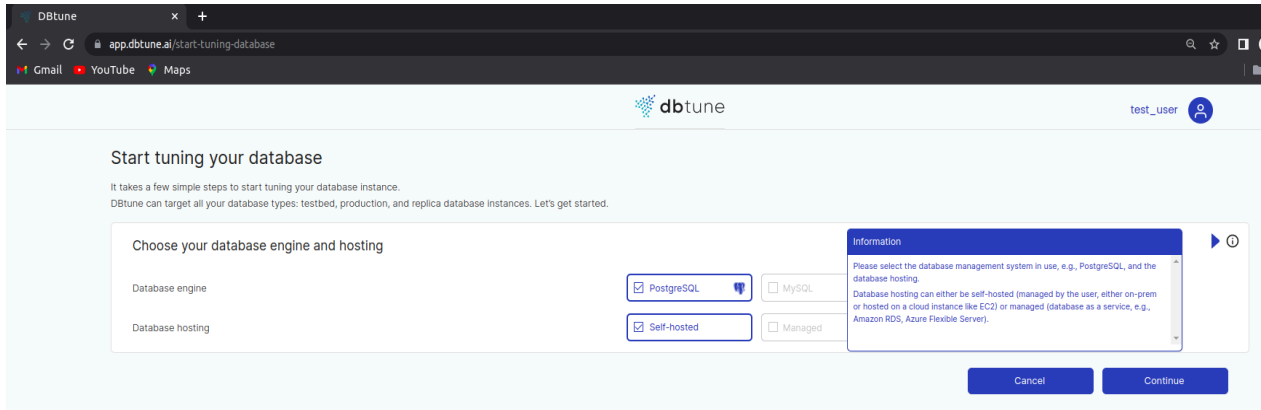 DBtune
app.dbtune.ai/start-tuning-database
Gmail YouTube Maps
dbtune
test_user
Start tuning your database
It takes a few simple steps to start tuning your database instance.
DBtune can target all your database types: testbed, production, and replica database instances. Let's get started.
Choose your database engine and hosting
Information
Please select the database management system in use, e.g., PostgreSQL, and the
database hosting.
Database hosting can either be self-hosted (managed by the user, either on-prem
or hosted on a cloud instance like EC2) or managed (database as a service, e.g.,
Amazon RDS, Azure Flexible Server).
Database engine
PostgreSQL
MySQL
Database hosting
Self-hosted
Managed
Cancel
Continue